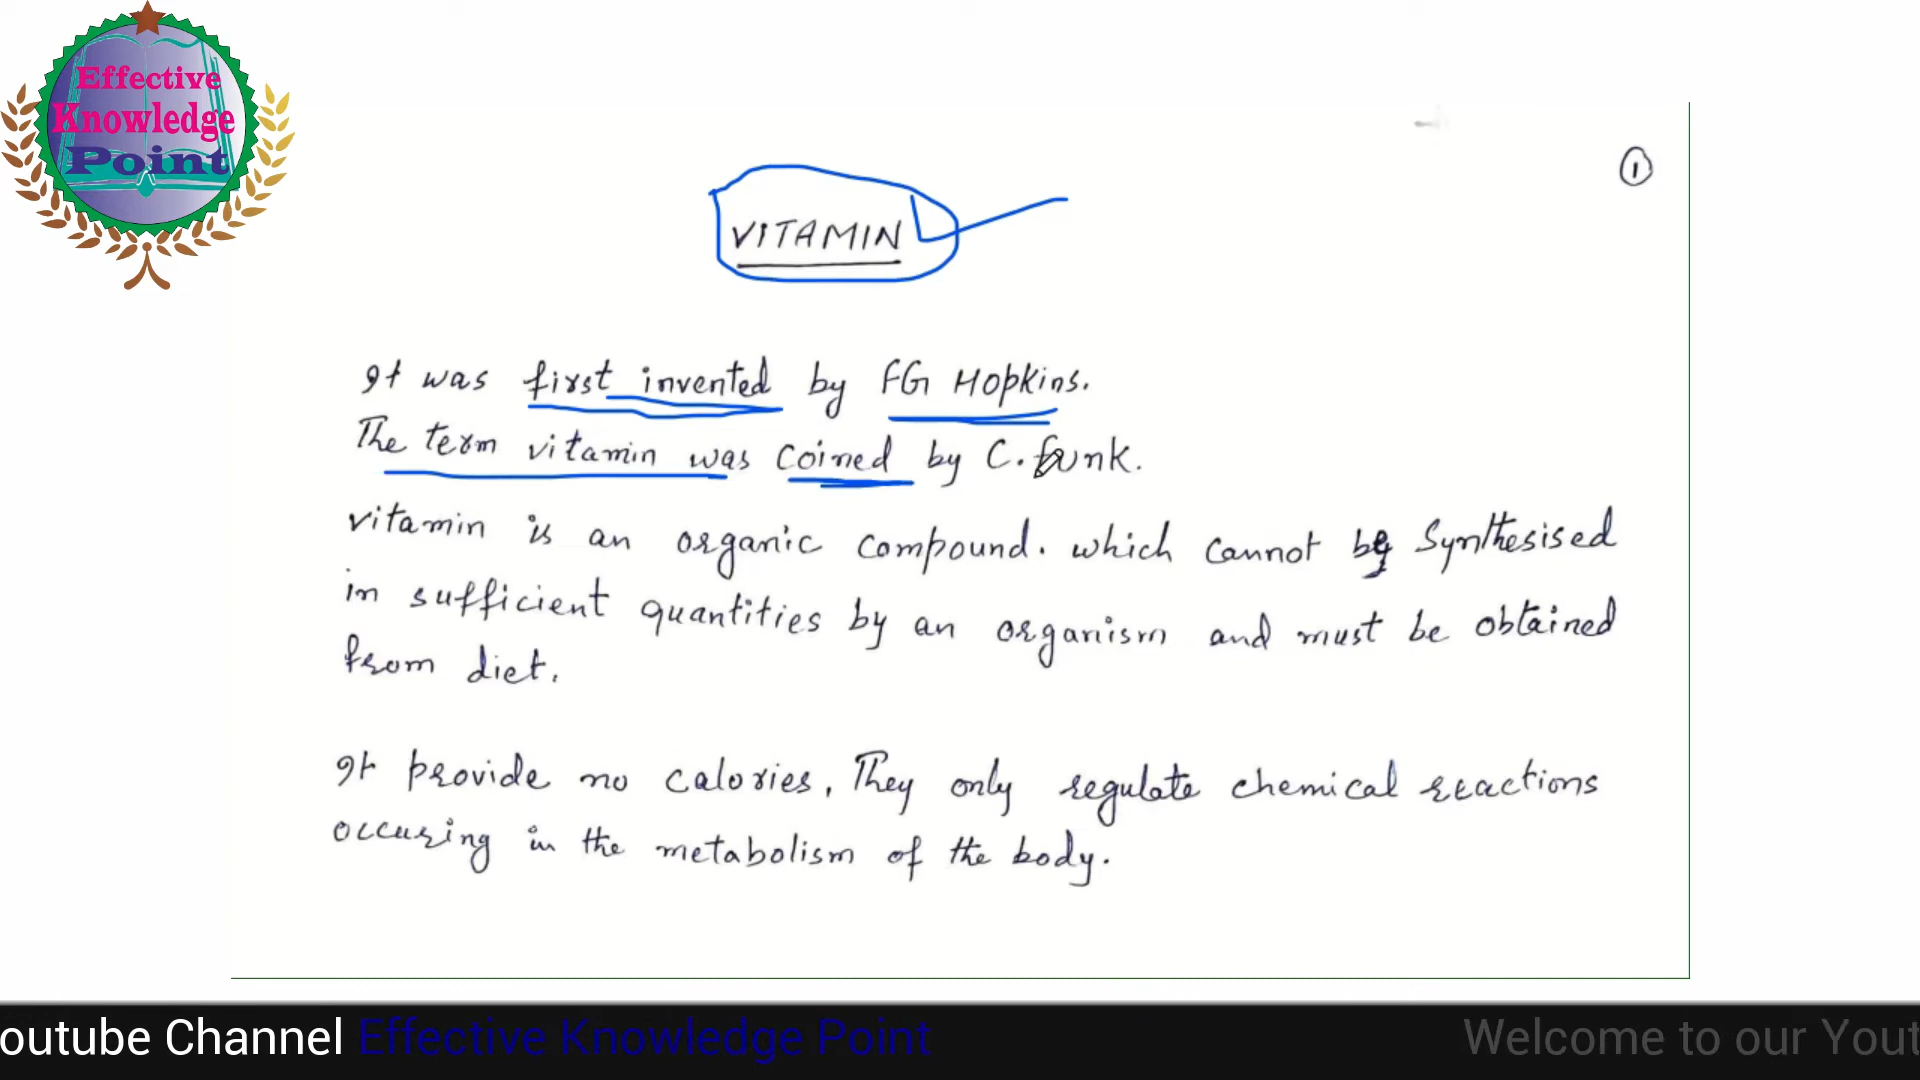 Effective
Knowledge
Point
1
VITAMIN
It was first invented by FG Hopkins.
The term vitamin was coined by C. funk.
vitamin is an organic compound. which cannot be Synthesised
in sufficient quantities by an organism and must be obtained
from diet.
It provide no calories. They only regulate chemical reactions
occuring in the metabolism of the body.
outube Channel Effective Knowledge Point Welcome to our Yout